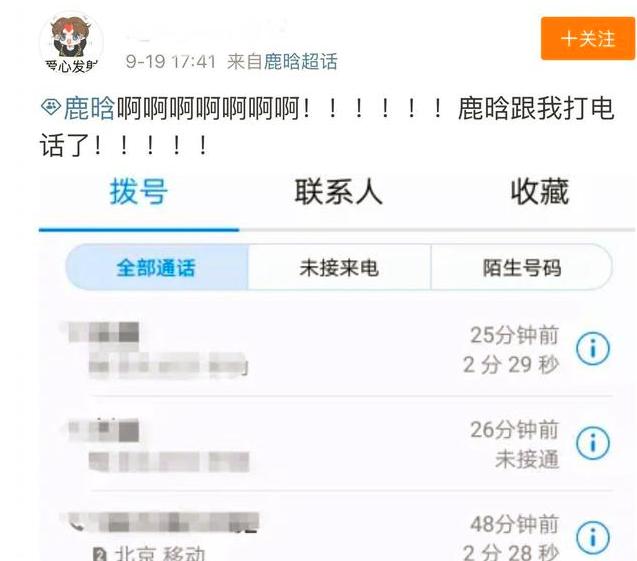 爱心发射
9-19 17:41 来自鹿晗超话
+关注
鹿晗啊啊啊啊啊啊啊！！！！！！鹿晗跟我打电
话了！！！！！
拨号 联系人 收藏
全部通话 未接来电 陌生号码
25分钟前
2 分 29 秒
26分钟前
未接通
48分钟前
2 北京 移动 2 分 28 秒